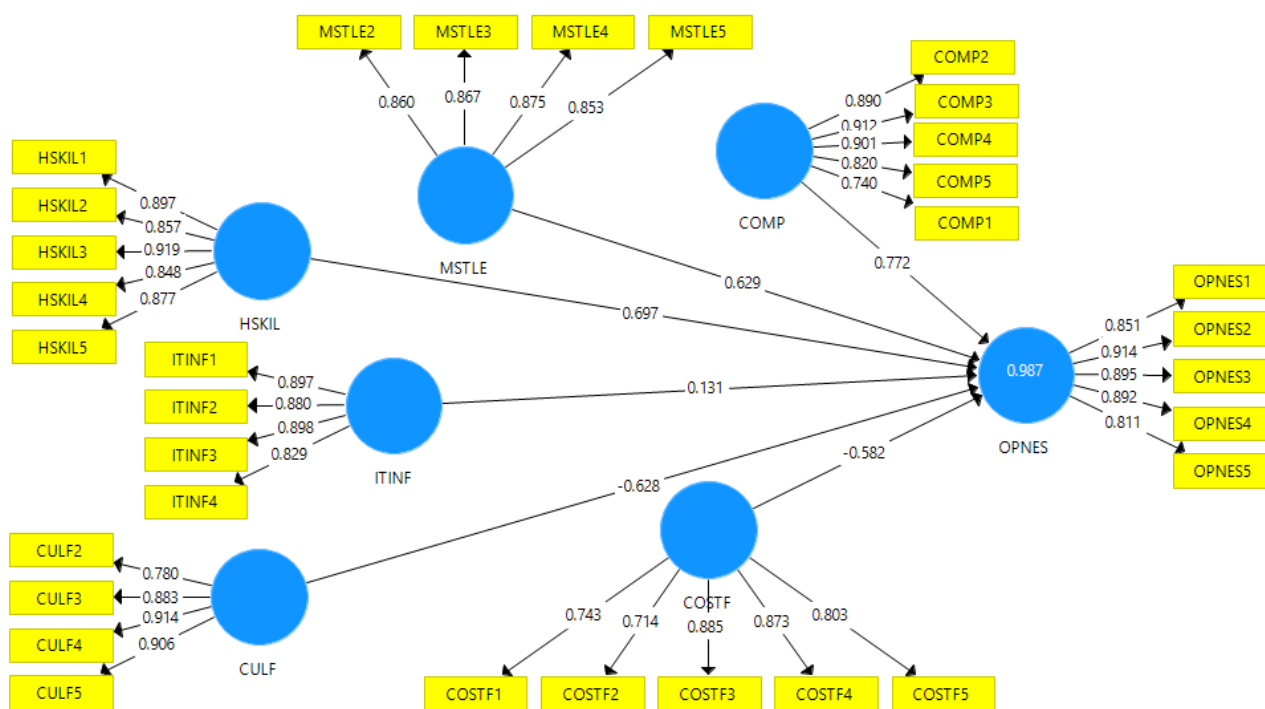 MSTLE2
MSTLE3
MSTLE4
MSTLE5
0.860
0.867
0.875
0.853
MSTLE
COMP2
COMP3
COMP4
COMP5
COMP1
0.890
0.912
0.901
0.820
0.740
COMP
HSKIL1
HSKIL2
HSKIL3
HSKIL4
HSKIL5
0.897
0.857
0.919
0.848
0.877
HSKIL
0.772
0.629
0.697
0.131
-0.628
-0.582
ITINF1
ITINF2
ITINF3
ITINF4
0.897
0.880
0.898
0.829
ITINF
0.987
OPNES
0.851
0.914
0.895
0.892
0.811
OPNES1
OPNES2
OPNES3
OPNES4
OPNES5
CULF2
CULF3
CULF4
CULF5
0.780
0.883
0.914
0.906
CULF
COSTF
0.743
0.714
0.885
0.873
0.803
COSTF1
COSTF2
COSTF3
COSTF4
COSTF5